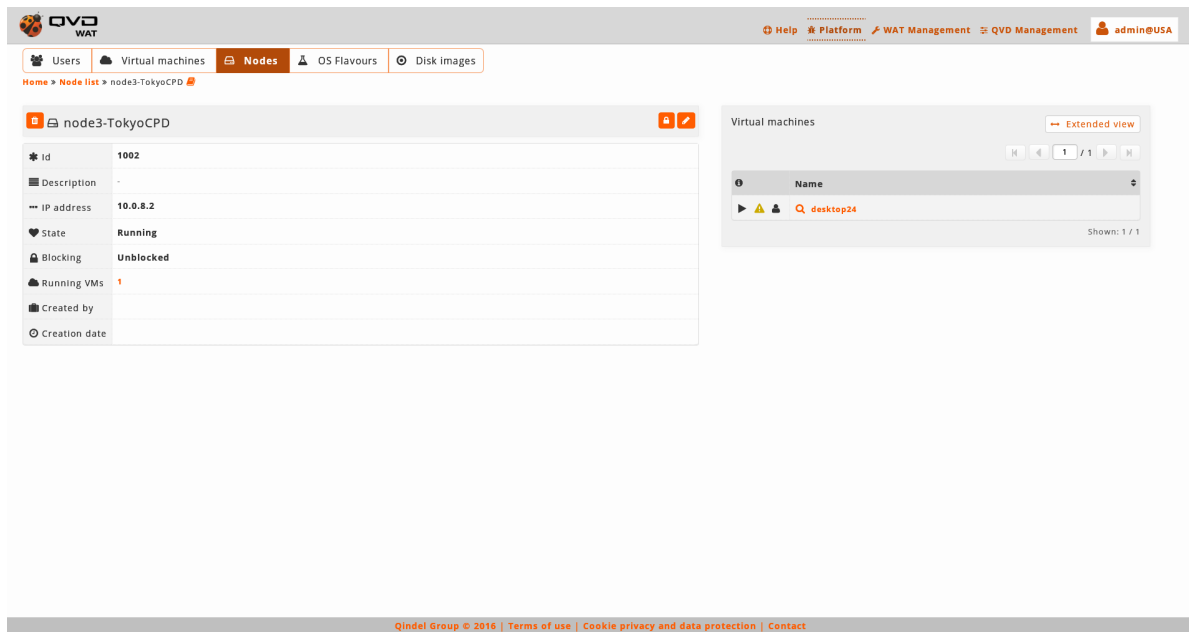 QVD
WAT
Help Platform WAT Management QVD Management admin@USA
Users Virtual machines Nodes OS Flavours Disk images
Home » Node list » node3-TokyoCPD
node3-TokyoCPD
Id 1002
Description -
IP address 10.0.8.2
State Running
Blocking Unblocked
Running VMs 1
Created by
Creation date
Virtual machines
Extended view
1 / 1
Name
desktop24
Shown: 1 / 1
Qindel Group © 2016 | Terms of use | Cookie privacy and data protection | Contact